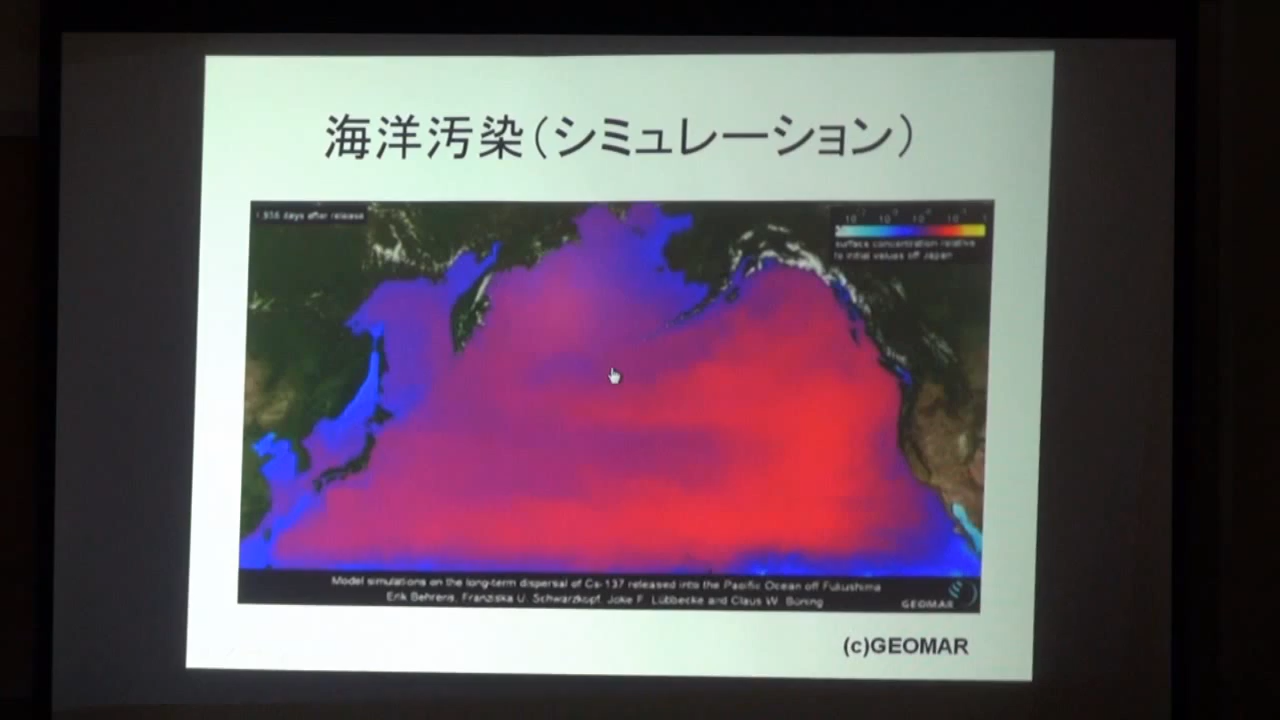 海洋汚染(シミュレーション)
days after release
surface concentration relative
to initial values off Japan
Model simulations on the long-term dispersal of Cs-137 released into the Pacific Ocean off Fukushima
Erik Behrens, Franziska U. Schwarzkopf, Joke F. Lübbecke and Claus W. Böning
GEOMAR
(c)GEOMAR